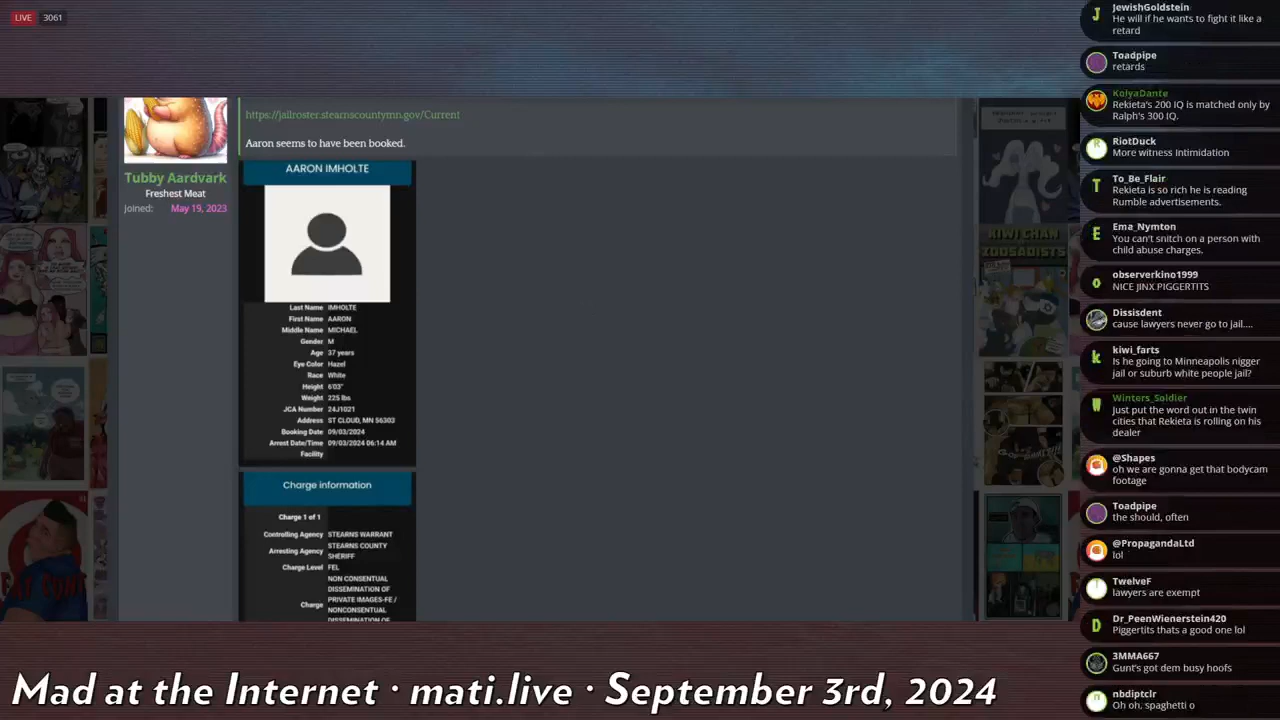 LIVE 3061
https://jailroster.stearnscountymn.gov/Current
Aaron seems to have been booked.
Tubby Aardvark
Freshest Meat
Joined: May 19, 2023
AARON IMHOLTE
Last Name IMHOLTE
First Name AARON
Middle Name MICHAEL
Gender M
Age 37 years
Eye Color Hazel
Race White
Height 6'03"
Weight 225 lbs
JCA Number 24J1021
Address ST CLOUD, MN 56303
Booking Date 09/03/2024
Arrest Date/Time 09/03/2024 06:14 AM
Facility
Charge information
Charge 1 of 1
Controlling Agency STEARNS WARRANT
Arresting Agency STEARNS COUNTY
SHERIFF
Charge Level FEL
Charge NON CONSENTUAL
DISSEMINATION OF
PRIVATE IMAGES-FE /
NONCONSENTUAL
DISSEMINATION OF
KIWI CHAN
ZOOSADISTS
J JewishGoldstein
He will if he wants to fight it like a
retard
Toadpipe
retards
KolyaDante
Rekieta's 200 IQ is matched only by
Ralph's 300 IQ.
R RiotDuck
More witness Intimidation
T To_Be_Flair
Rekieta is so rich he is reading
Rumble advertisements.
E Ema_Nymton
You can't snitch on a person with
child abuse charges.
o observerkino1999
NICE JINX PIGGERTITS
Dissisdent
cause lawyers never go to jail....
k kiwi_farts
Is he going to Minneapolis nigger
jail or suburb white people jail?
W Winters_Soldier
Just put the word out in the twin
cities that Rekieta is rolling on his
dealer
@Shapes
oh we are gonna get that bodycam
footage
Toadpipe
the should, often
@PropagandaLtd
lol
T TwelveF
lawyers are exempt
D Dr_PeenWienerstein420
Piggertits thats a good one lol
3MMA667
Gunt's got dem busy hoofs
n nbdiptclr
Oh oh, spaghetti o
Mad at the Internet · mati.live · September 3rd, 2024